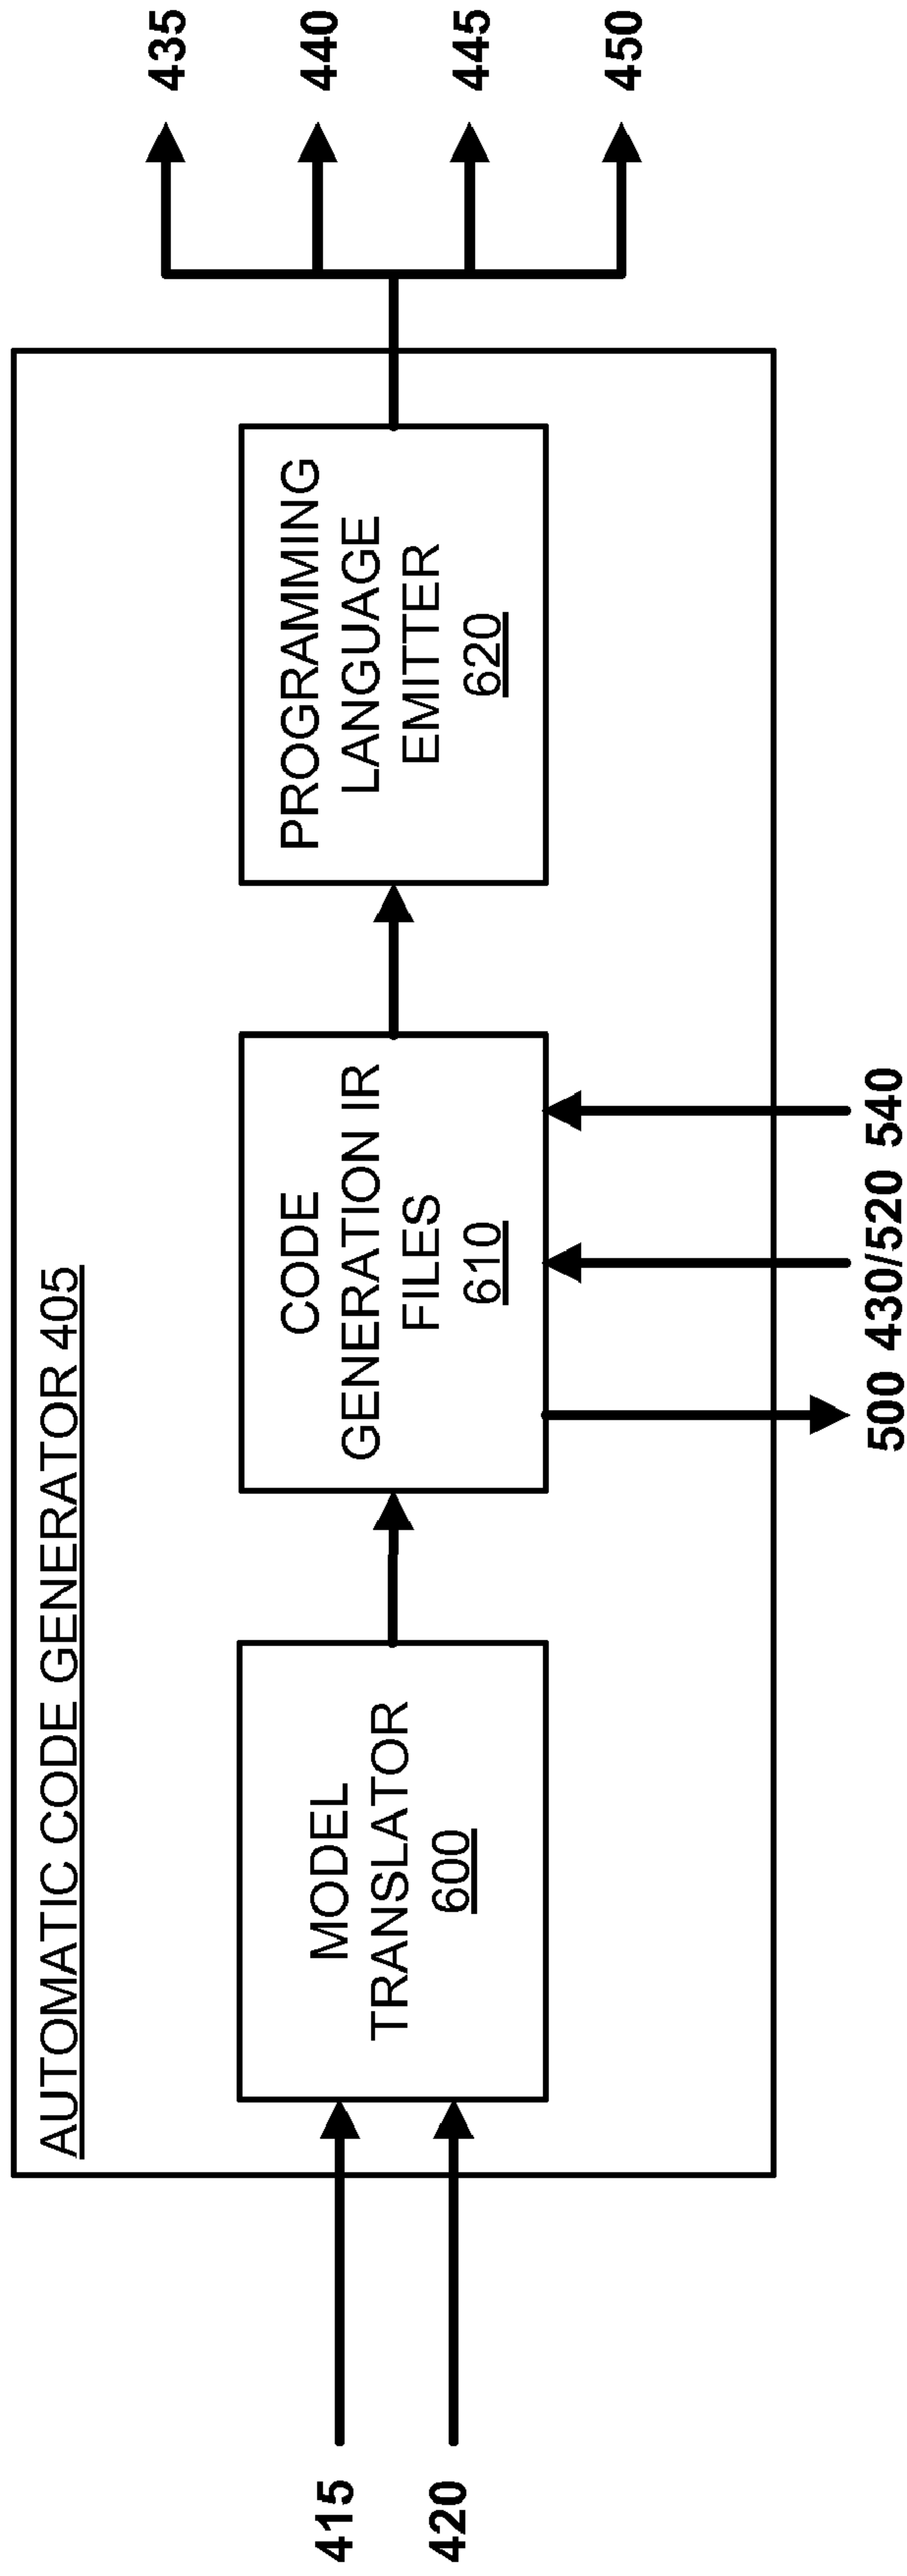 AUTOMATIC CODE GENERATOR 405
415
420
MODEL
TRANSLATOR
600
CODE
GENERATION IR
FILES
610
PROGRAMMING
LANGUAGE
EMITTER
620
435
440
445
450
500
430/520
540